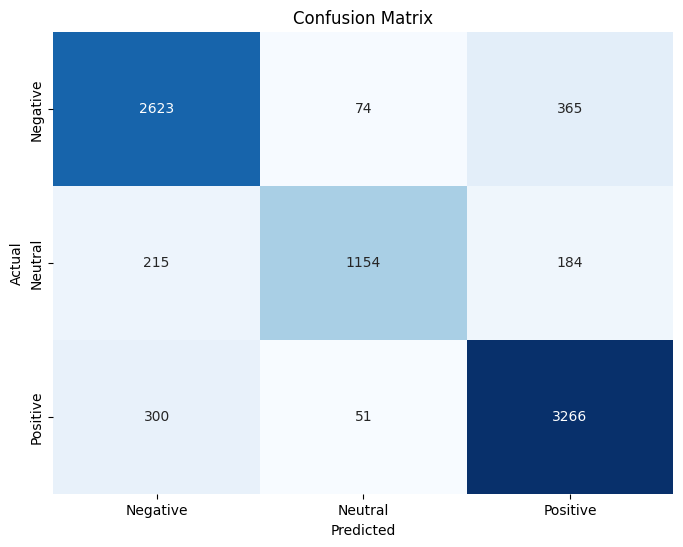 Confusion Matrix
Actual
Negative
2623 74 365
Neutral
215 1154 184
Positive
300 51 3266
Negative Neutral Positive
Predicted